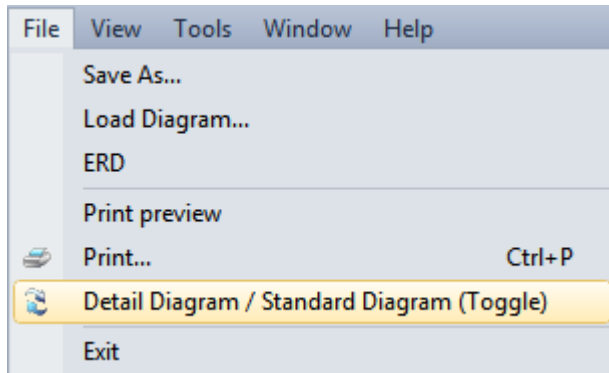 File View Tools Window Help
Save As...
Load Diagram...
ERD
Print preview
Print... Ctrl+P
Detail Diagram / Standard Diagram (Toggle)
Exit